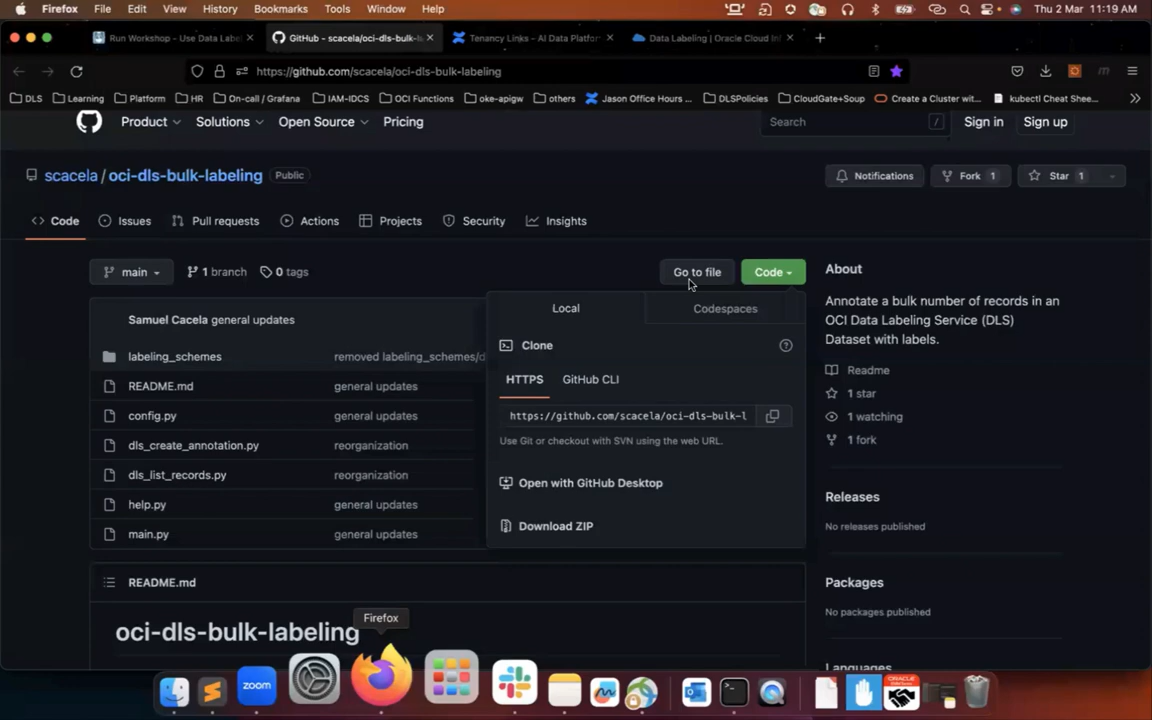 Firefox File Edit View History Bookmarks Tools Window Help Thu 2 Mar 11:19 AM
Run Workshop - Use Data Label
GitHub - scacela/oci-dls-bulk-l
Tenancy Links - AI Data Platfor
Data Labeling | Oracle Cloud Inf
https://github.com/scacela/oci-dls-bulk-labeling
DLS Learning Platform HR On-call / Grafana IAM-IDCS OCI Functions oke-apigw others Jason Office Hours ... DLSPolicies CloudGate+Soup Create a Cluster wit... kubectl Cheat Shee...
Product Solutions Open Source Pricing Search / Sign in Sign up
scacela / oci-dls-bulk-labeling Public Notifications Fork 1 Star 1
Code Issues Pull requests Actions Projects Security Insights
main 1 branch 0 tags Go to file Code
Samuel Cacela general updates
labeling_schemes removed labeling_schemes/d
README.md general updates
config.py general updates
dls_create_annotation.py reorganization
dls_list_records.py reorganization
help.py general updates
main.py general updates
Local Codespaces
Clone
HTTPS GitHub CLI
https://github.com/scacela/oci-dls-bulk-l
Use Git or checkout with SVN using the web URL.
Open with GitHub Desktop
Download ZIP
About
Annotate a bulk number of records in an
OCI Data Labeling Service (DLS)
Dataset with labels.
Readme
1 star
1 watching
1 fork
Releases
No releases published
Packages
No packages published
Languages
README.md
oci-dls-bulk-labeling
Firefox
zoom